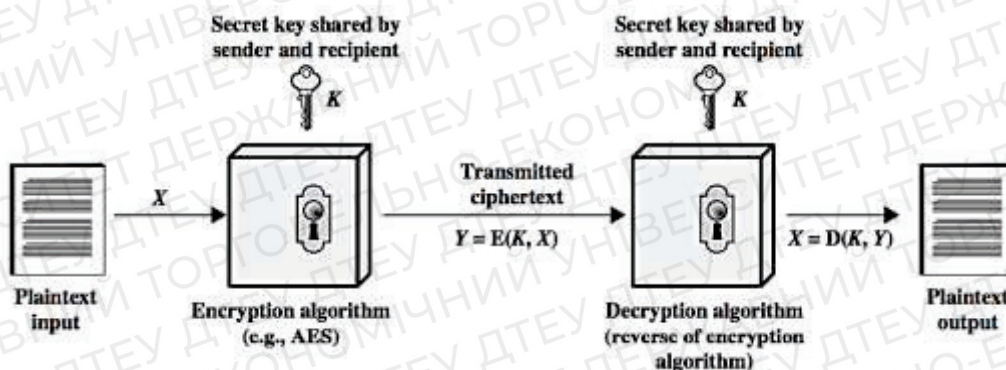 Secret key shared by
sender and recipient
K
Secret key shared by
sender and recipient
K
X
Transmitted
ciphertext
Y = E(K, X)
X = D(K, Y)
Plaintext
input
Encryption algorithm
(e.g., AES)
Decryption algorithm
(reverse of encryption
algorithm)
Plaintext
output